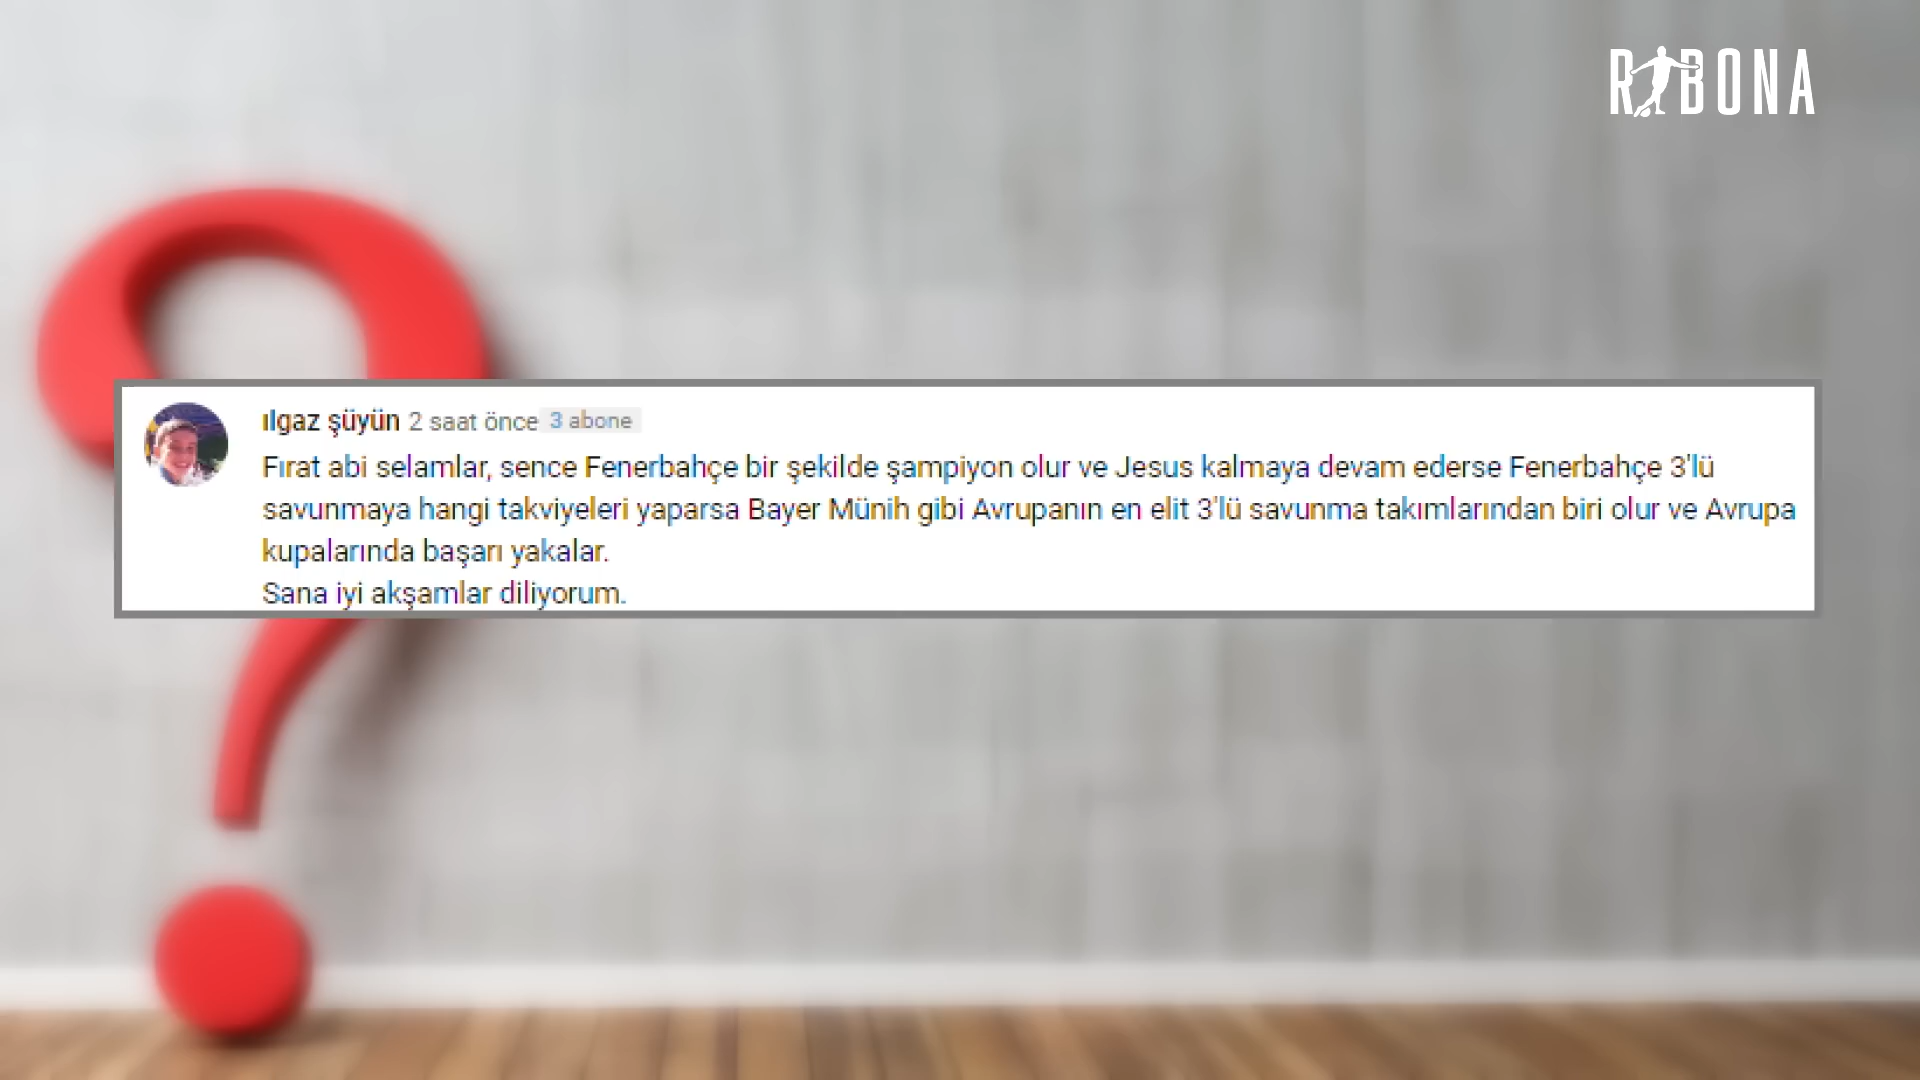 RABONA
ılgaz şüyün 2 saat önce 3 abone
Fırat abi selamlar, sence Fenerbahçe bir şekilde şampiyon olur ve Jesus kalmaya devam ederse Fenerbahçe 3'lü
savunmaya hangi takviyeleri yaparsa Bayer Münih gibi Avrupanın en elit 3'lü savunma takımlarından biri olur ve Avrupa
kupalarında başarı yakalar.
Sana iyi akşamlar diliyorum.